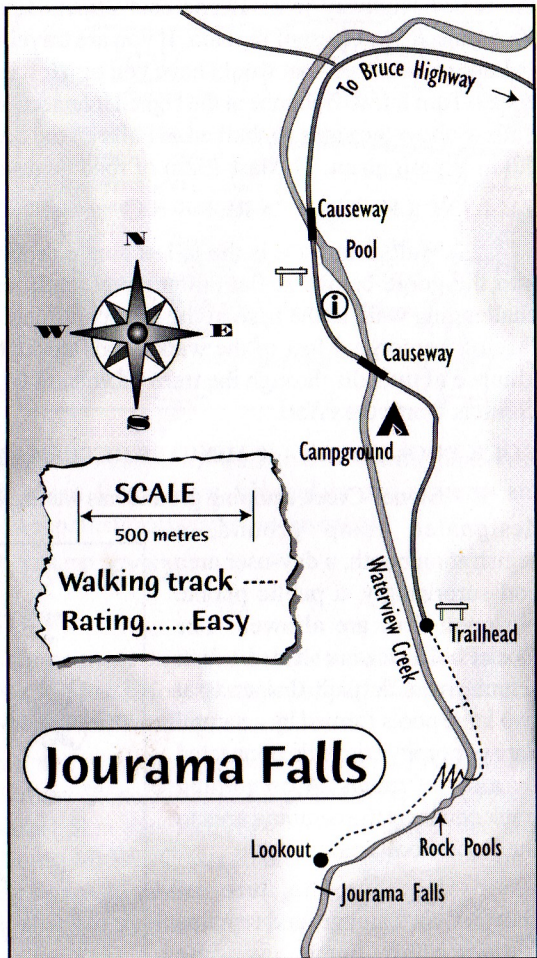 To Bruce Highway
Causeway
Pool
i
N
W E
S
Causeway
Campground
SCALE
500 metres
Walking track ----
Rating.......Easy
Waterview Creek
Trailhead
Jourama Falls
Lookout
Rock Pools
Jourama Falls